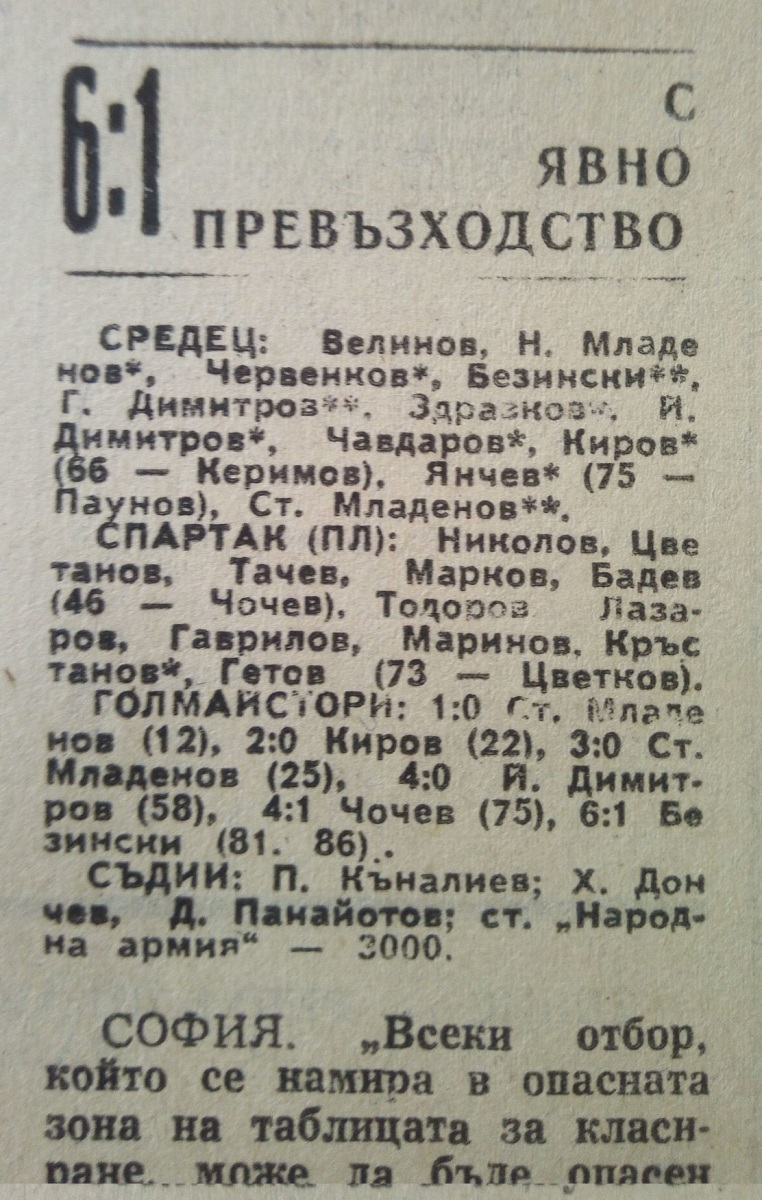 6:1
С
ЯВНО
ПРЕВЪЗХОДСТВО
СРЕДЕЦ: Велинов, Н. Младе
нов*, Червенков*, Безински**,
Г. Димитров**, Здравков*, Й.
Димитров*, Чавдаров*, Киров*
(66 — Керимов), Янчев* (75 —
Паунов), Ст. Младенов**.
СПАРТАК (ПЛ): Николов, Цве
танов, Тачев, Марков, Бадев
(46 — Чочев), Тодоров Лаза-
ров, Гаврилов, Маринов, Кръс
танов*, Гетов (73 — Цветков).
ГОЛМАЙСТОРИ: 1:0 Ст. Младе
нов (12), 2:0 Киров (22), 3:0 Ст.
Младенов (25), 4:0 Й. Димит-
ров (58), 4:1 Чочев (75), 6:1 Бе
зински (81. 86)..
СЪДИИ: П. Къналиев; Х. Дон
чев, Д. Панайотов; ст. „Народ-
на армия“ — 3000.
СОФИЯ. „Всеки отбор,
който се намира в опасната
зона на таблицата за класи-
ране, може да бъде опасен